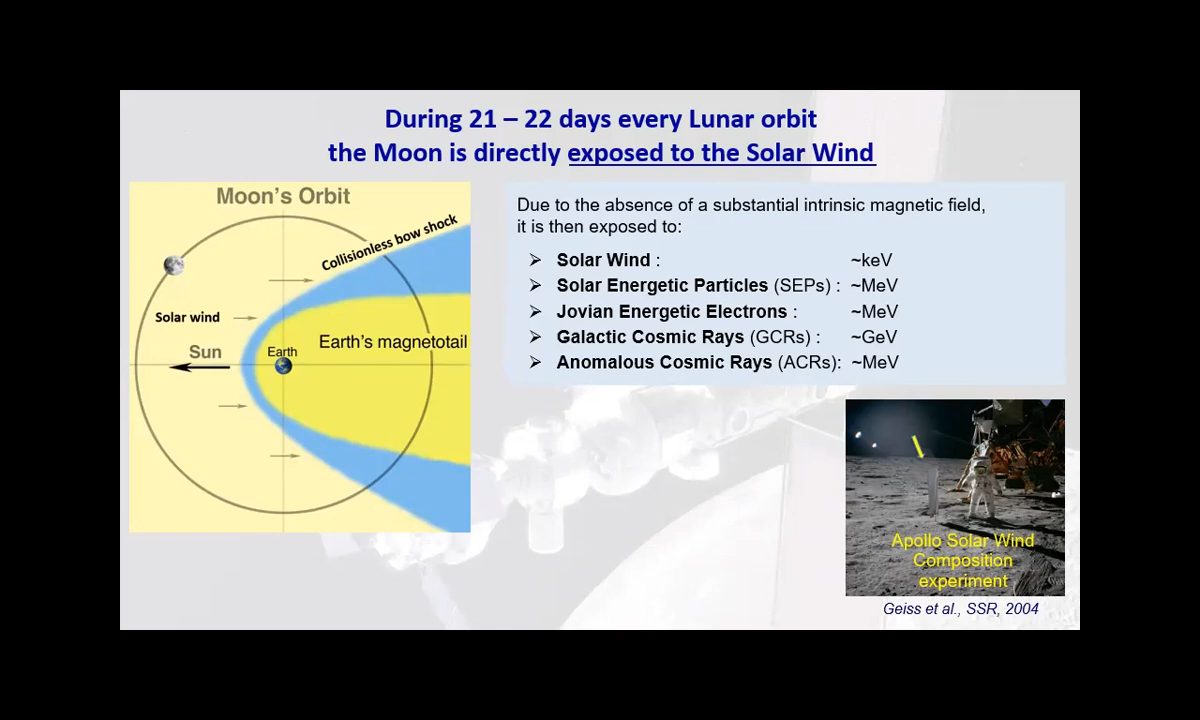 During 21 – 22 days every Lunar orbit
the Moon is directly exposed to the Solar Wind
Moon's Orbit
Collisionless bow shock
Solar wind
Sun
Earth
Earth's magnetotail
Due to the absence of a substantial intrinsic magnetic field,
it is then exposed to:
➢ Solar Wind : ~keV
➢ Solar Energetic Particles (SEPs) : ~MeV
➢ Jovian Energetic Electrons : ~MeV
➢ Galactic Cosmic Rays (GCRs) : ~GeV
➢ Anomalous Cosmic Rays (ACRs): ~MeV
Apollo Solar Wind
Composition
experiment
Geiss et al., SSR, 2004